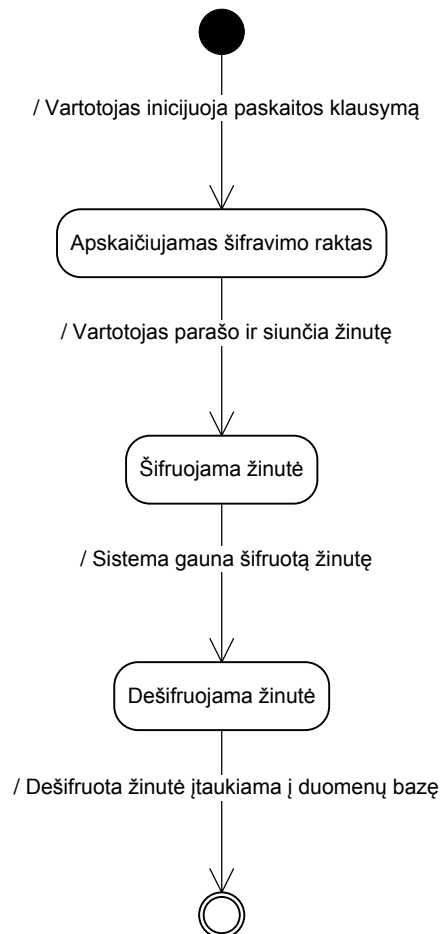 / Vartotojas inicijuoja paskaitos klausymą
Apskaičiujamas šifravimo raktas
/ Vartotojas parašo ir siunčia žinutę
Šifruojama žinutė
/ Sistema gauna šifruotą žinutę
Dešifruojama žinutė
/ Dešifruota žinutė įtaukiama į duomenų bazę